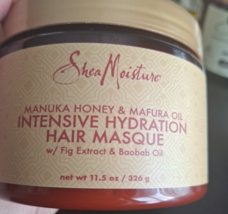 SheaMoisture
MANUKA HONEY & MAFURA OIL
INTENSIVE HYDRATION
HAIR MASQUE
w/ Fig Extract & Baobab Oil
net wt 11.5 oz / 326 g